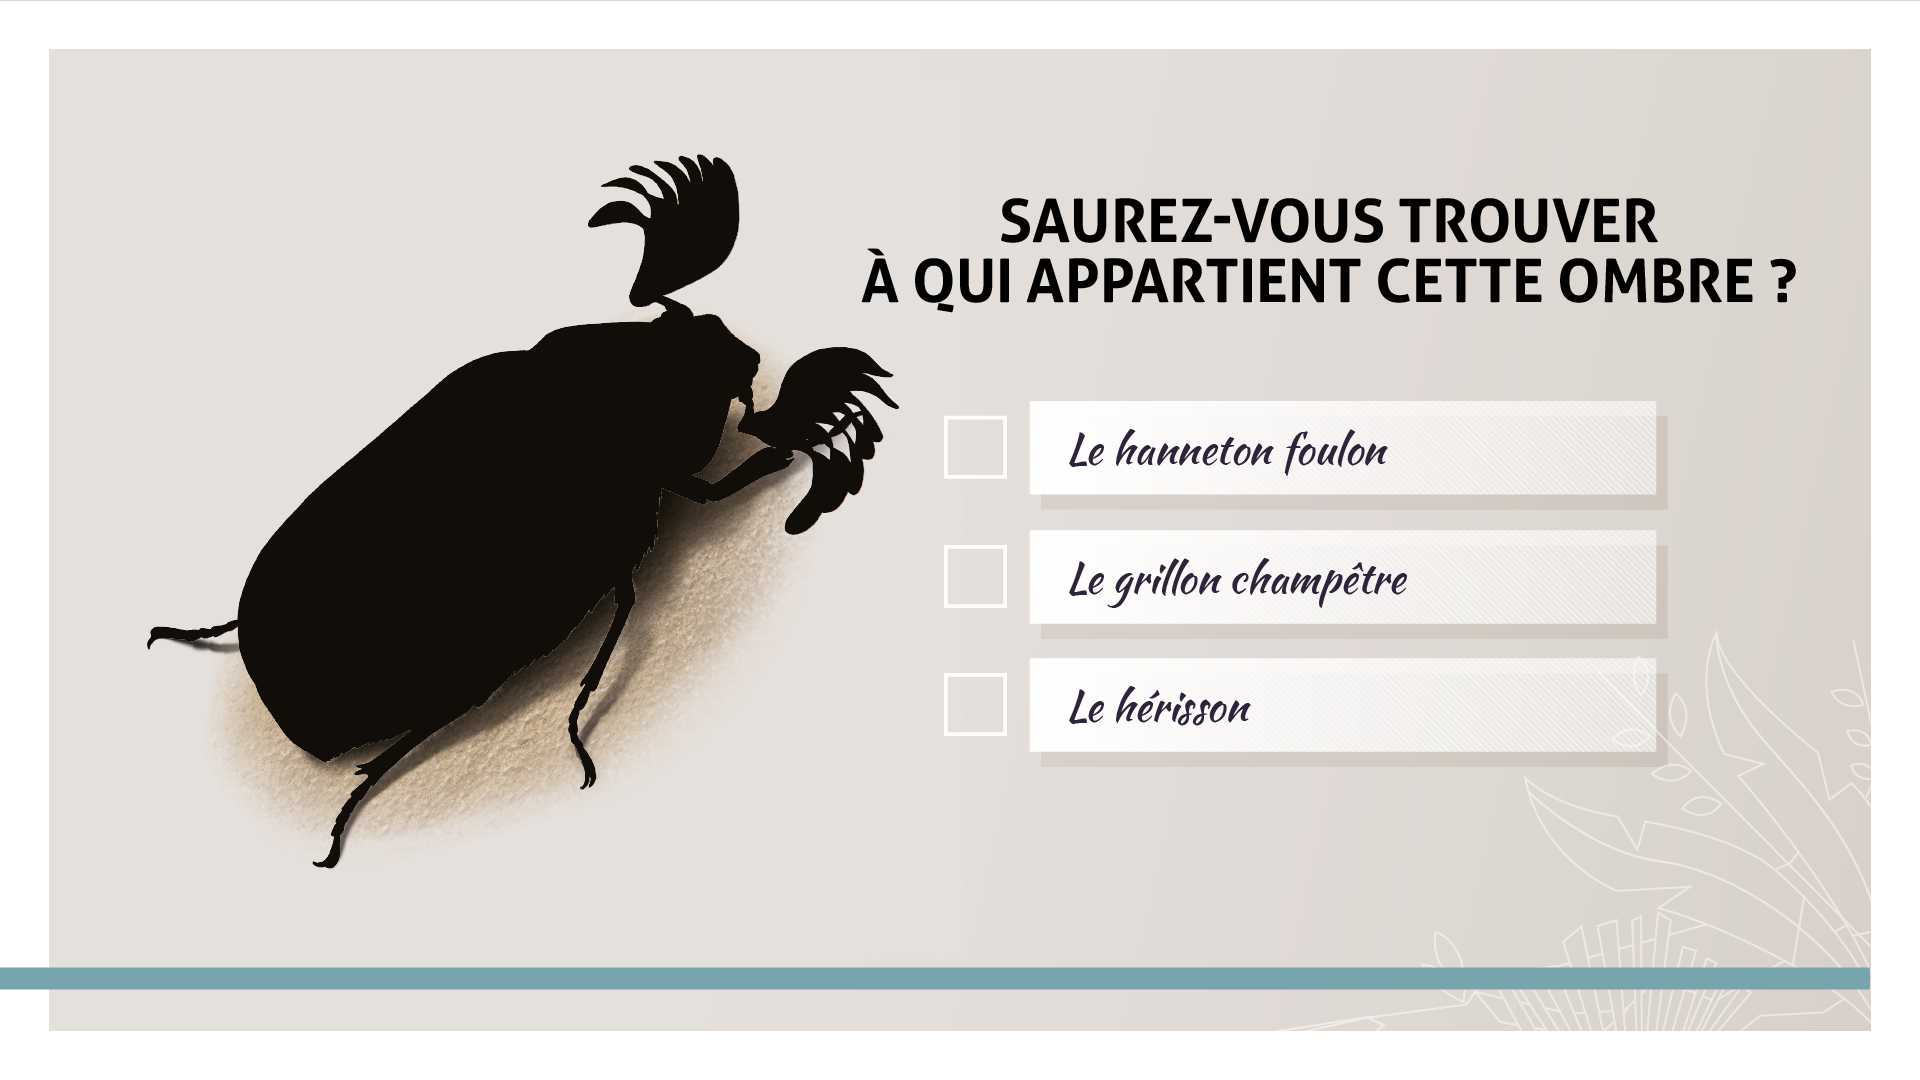 SAUREZ-VOUS TROUVER
À QUI APPARTIENT CETTE OMBRE ?
Le hanneton foulon
Le grillon champêtre
Le hérisson